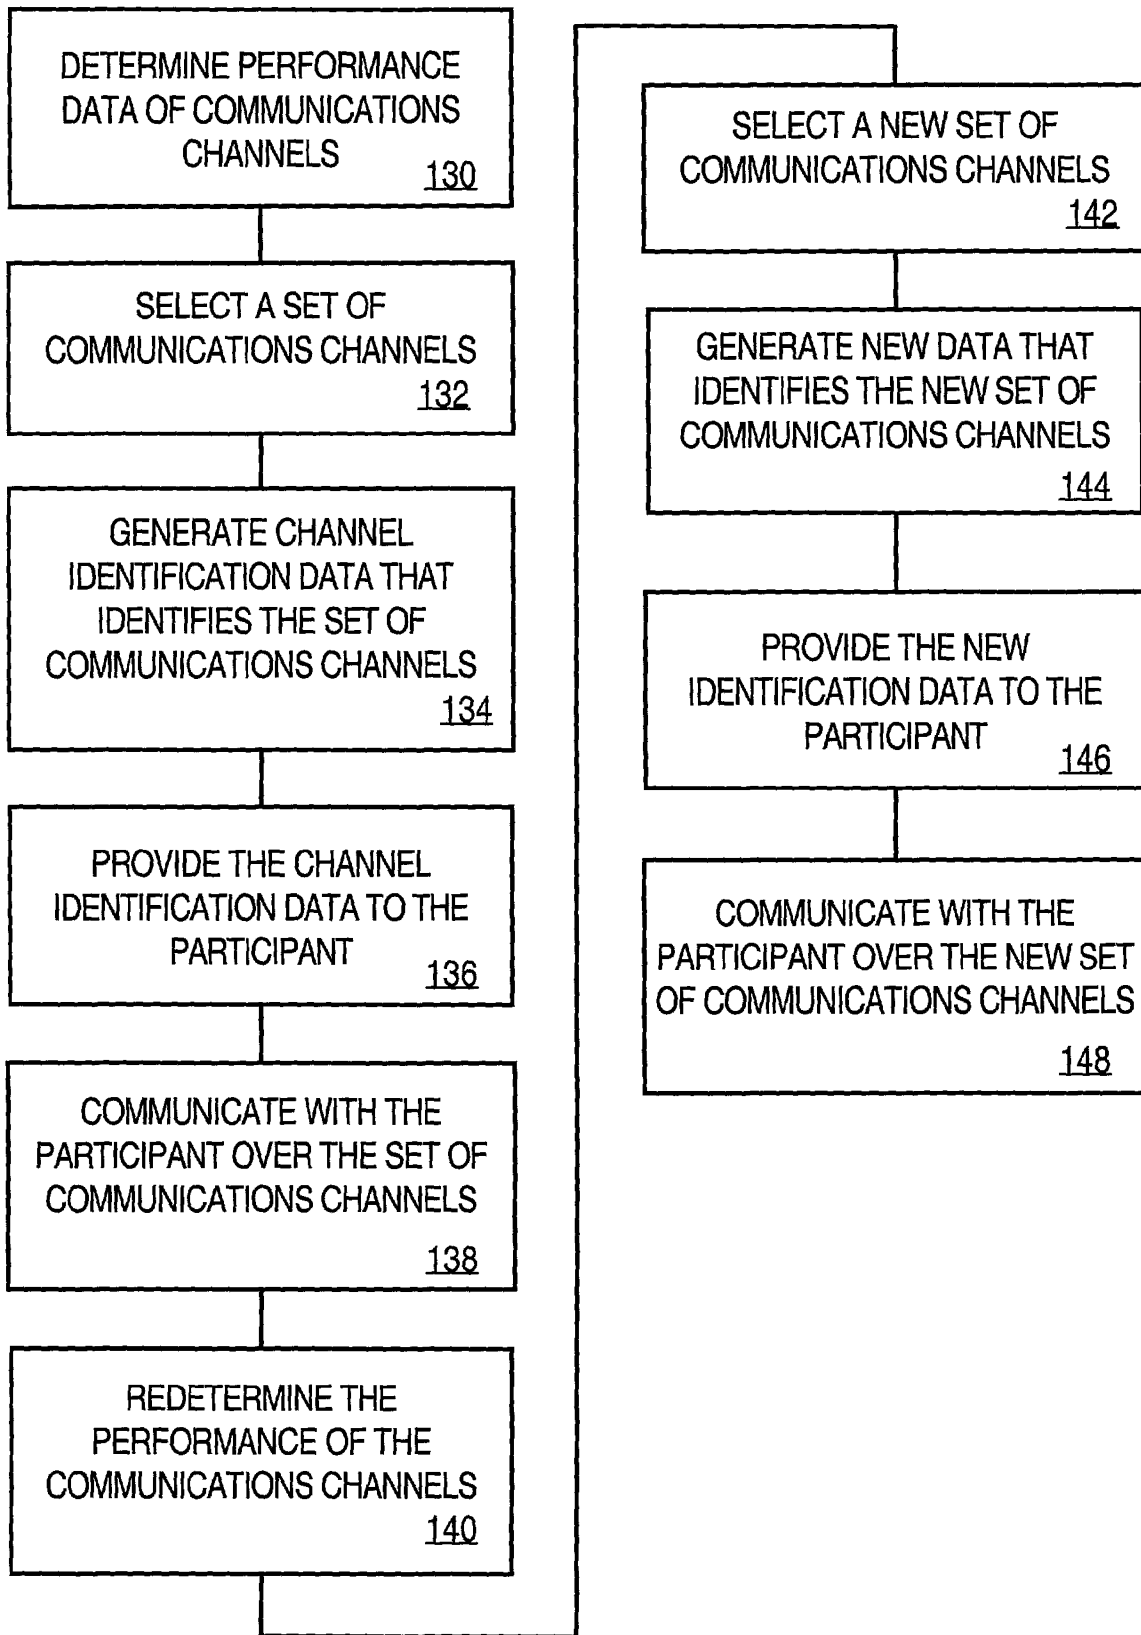 DETERMINE PERFORMANCE
DATA OF COMMUNICATIONS
CHANNELS
130
SELECT A SET OF
COMMUNICATIONS CHANNELS
132
GENERATE CHANNEL
IDENTIFICATION DATA THAT
IDENTIFIES THE SET OF
COMMUNICATIONS CHANNELS
134
PROVIDE THE CHANNEL
IDENTIFICATION DATA TO THE
PARTICIPANT
136
COMMUNICATE WITH THE
PARTICIPANT OVER THE SET OF
COMMUNICATIONS CHANNELS
138
REDETERMINE THE
PERFORMANCE OF THE
COMMUNICATIONS CHANNELS
140
SELECT A NEW SET OF
COMMUNICATIONS CHANNELS
142
GENERATE NEW DATA THAT
IDENTIFIES THE NEW SET OF
COMMUNICATIONS CHANNELS
144
PROVIDE THE NEW
IDENTIFICATION DATA TO THE
PARTICIPANT
146
COMMUNICATE WITH THE
PARTICIPANT OVER THE NEW SET
OF COMMUNICATIONS CHANNELS
148